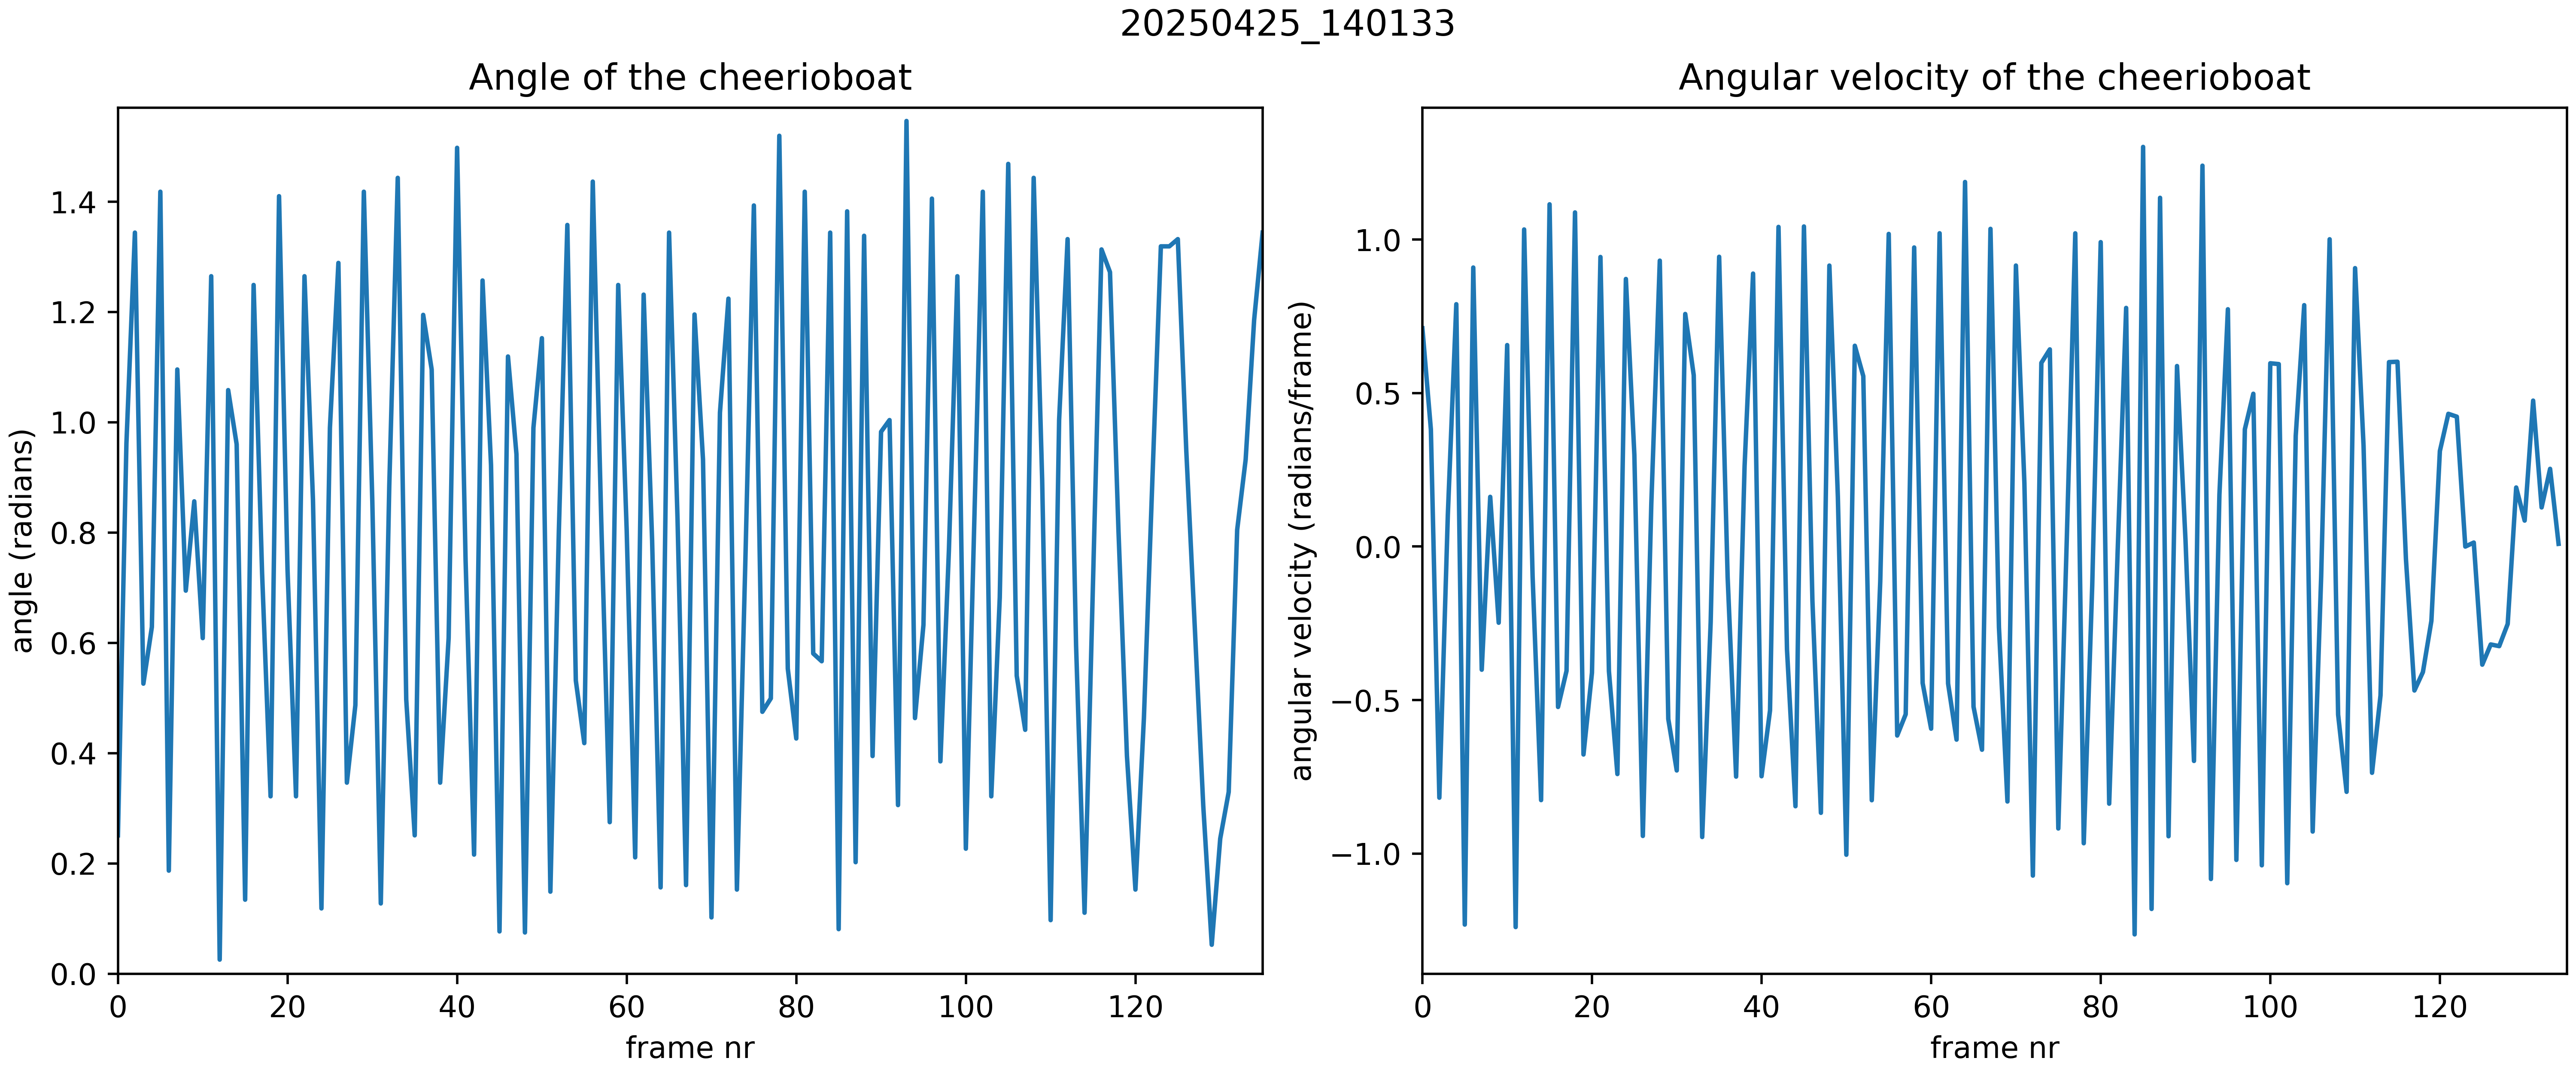 20250425_140133
Angle of the cheerioboat
angle (radians)
1.4
1.2
1.0
0.8
0.6
0.4
0.2
0.0
0 20 40 60 80 100 120
frame nr
Angular velocity of the cheerioboat
angular velocity (radians/frame)
1.0
0.5
0.0
−0.5
−1.0
0 20 40 60 80 100 120
frame nr